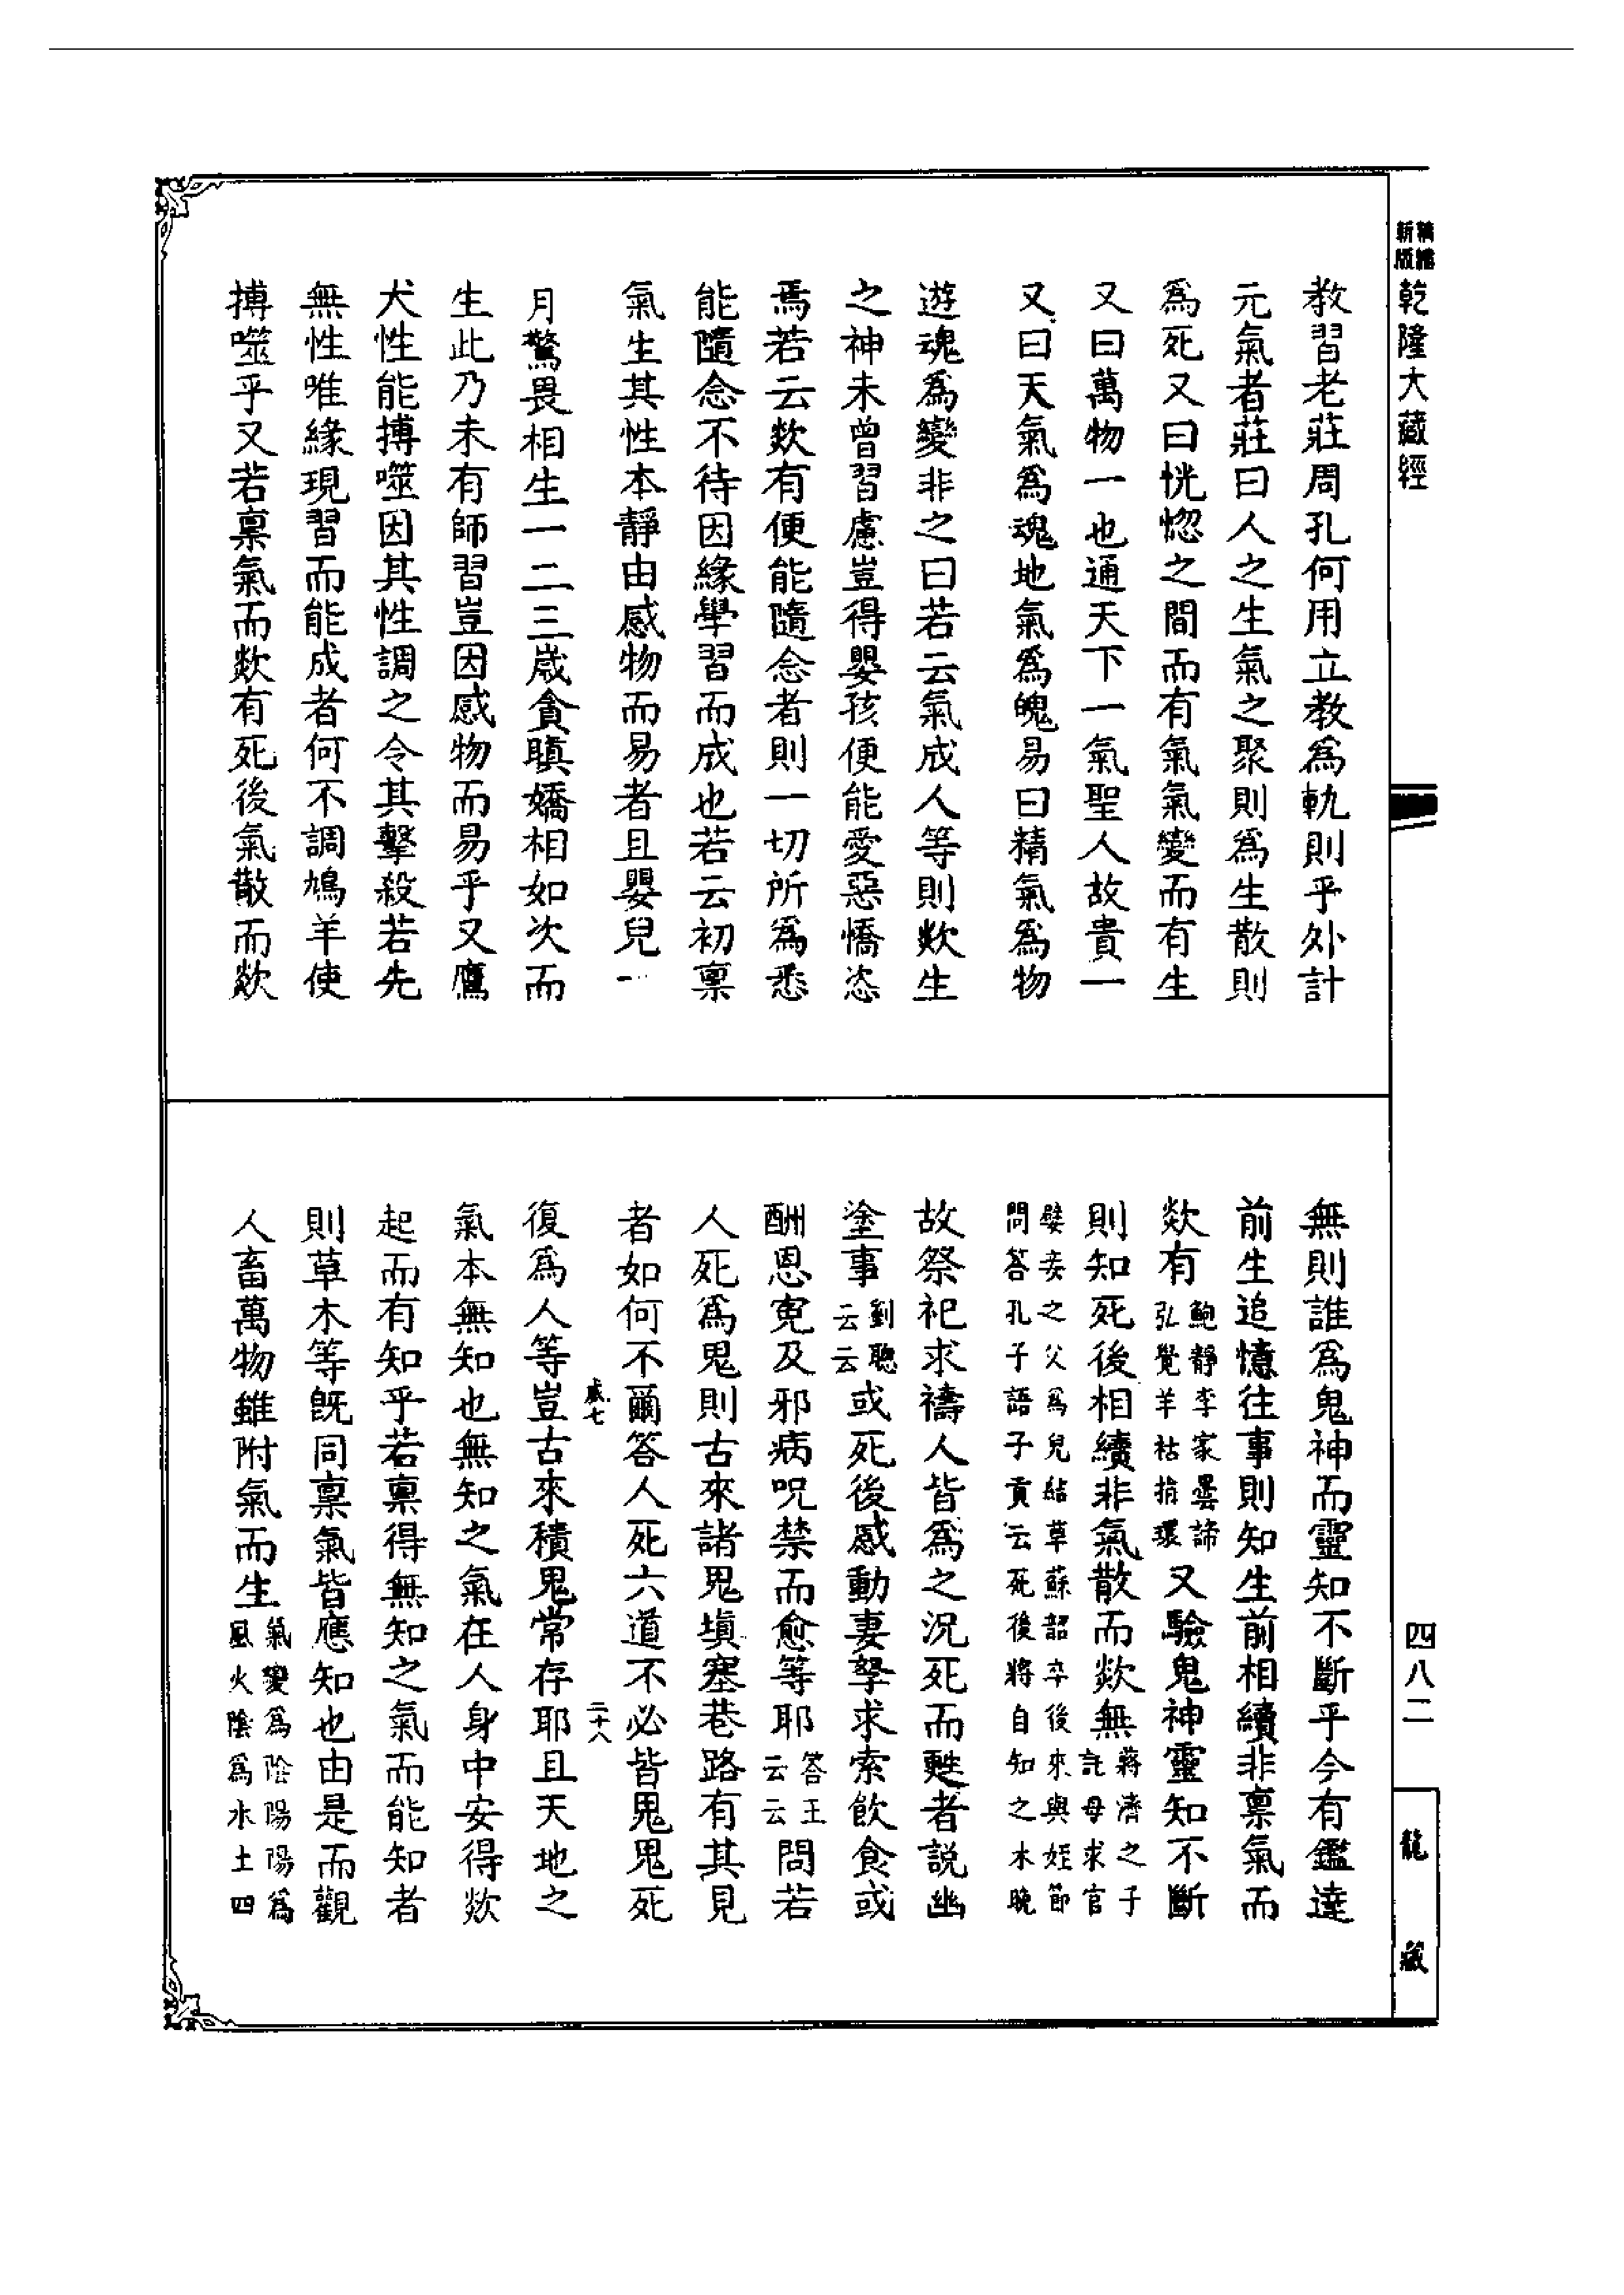 新版
精縮
乾隆大藏經
教習老莊周孔何用立教爲軌則乎外計
元氣者莊曰人之生氣之聚則爲生散則
爲死又曰恍惚之間而有氣氣變而有生
又曰萬物一也通天下一氣聖人故貴一
又曰天氣爲魂地氣爲魄易曰精氣爲物
遊魂爲變非之曰若云氣成人等則欻生
之神未曾習慮豈得嬰孩便能愛惡憍恣
焉若云欻有便能隨念者則一切所爲悉
能隨念不待因緣學習而成也若云初稟
氣生其性本靜由感物而易者且嬰兒一
月驚畏相生一二三歲貪瞋嬌相如次而
生此乃未有師習豈因感物而易乎又鷹
犬性能搏噬因其性調之令其擊殺若先
無性唯緣現習而能成者何不調鳩羊使
搏噬乎又若稟氣而欻有死後氣散而欻
無則誰爲鬼神而靈知不斷乎今有鑑達
前生追憶往事則知生前相續非稟氣而
欻有鮑靜李家曇諦弘覺羊祜捨環又驗鬼神靈知不斷
則知死後相續非氣散而欻無蔣濟之子託母求官
嬖妾之父爲兒結草蘇韶卒後來與姪節問答孔子語子貢云死後將自知之未晚
故祭祀求禱人皆爲之況死而甦者說幽
塗事劉聰云云或死後感動妻孥求索飲食或
酬恩寃及邪病呪禁而愈等耶答王云云問若
人死爲鬼則古來諸鬼填塞巷路有其見
者如何不爾答人死六道不必皆鬼鬼死
感七
二十八
復爲人等豈古來積鬼常存耶且天地之
氣本無知也無知之氣在人身中安得欻
起而有知乎若稟得無知之氣而能知者
則草木等既同稟氣皆應知也由是而觀
人畜萬物雖附氣而生氣變爲陰陽陽爲風火陰爲水土四
四八二
龍藏